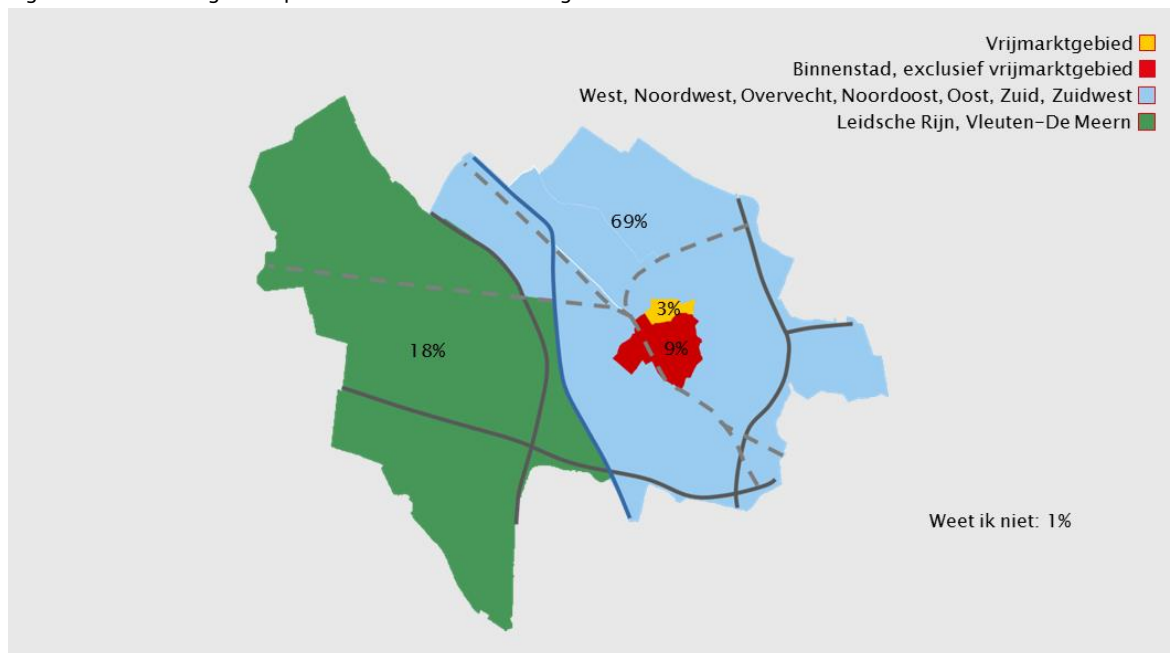 Vrijmarktgebied
Binnenstad, exclusief vrijmarktgebied
West, Noordwest, Overvecht, Noordoost, Oost, Zuid, Zuidwest
Leidsche Rijn, Vleuten-De Meern
69%
3%
18%
9%
Weet ik niet: 1%